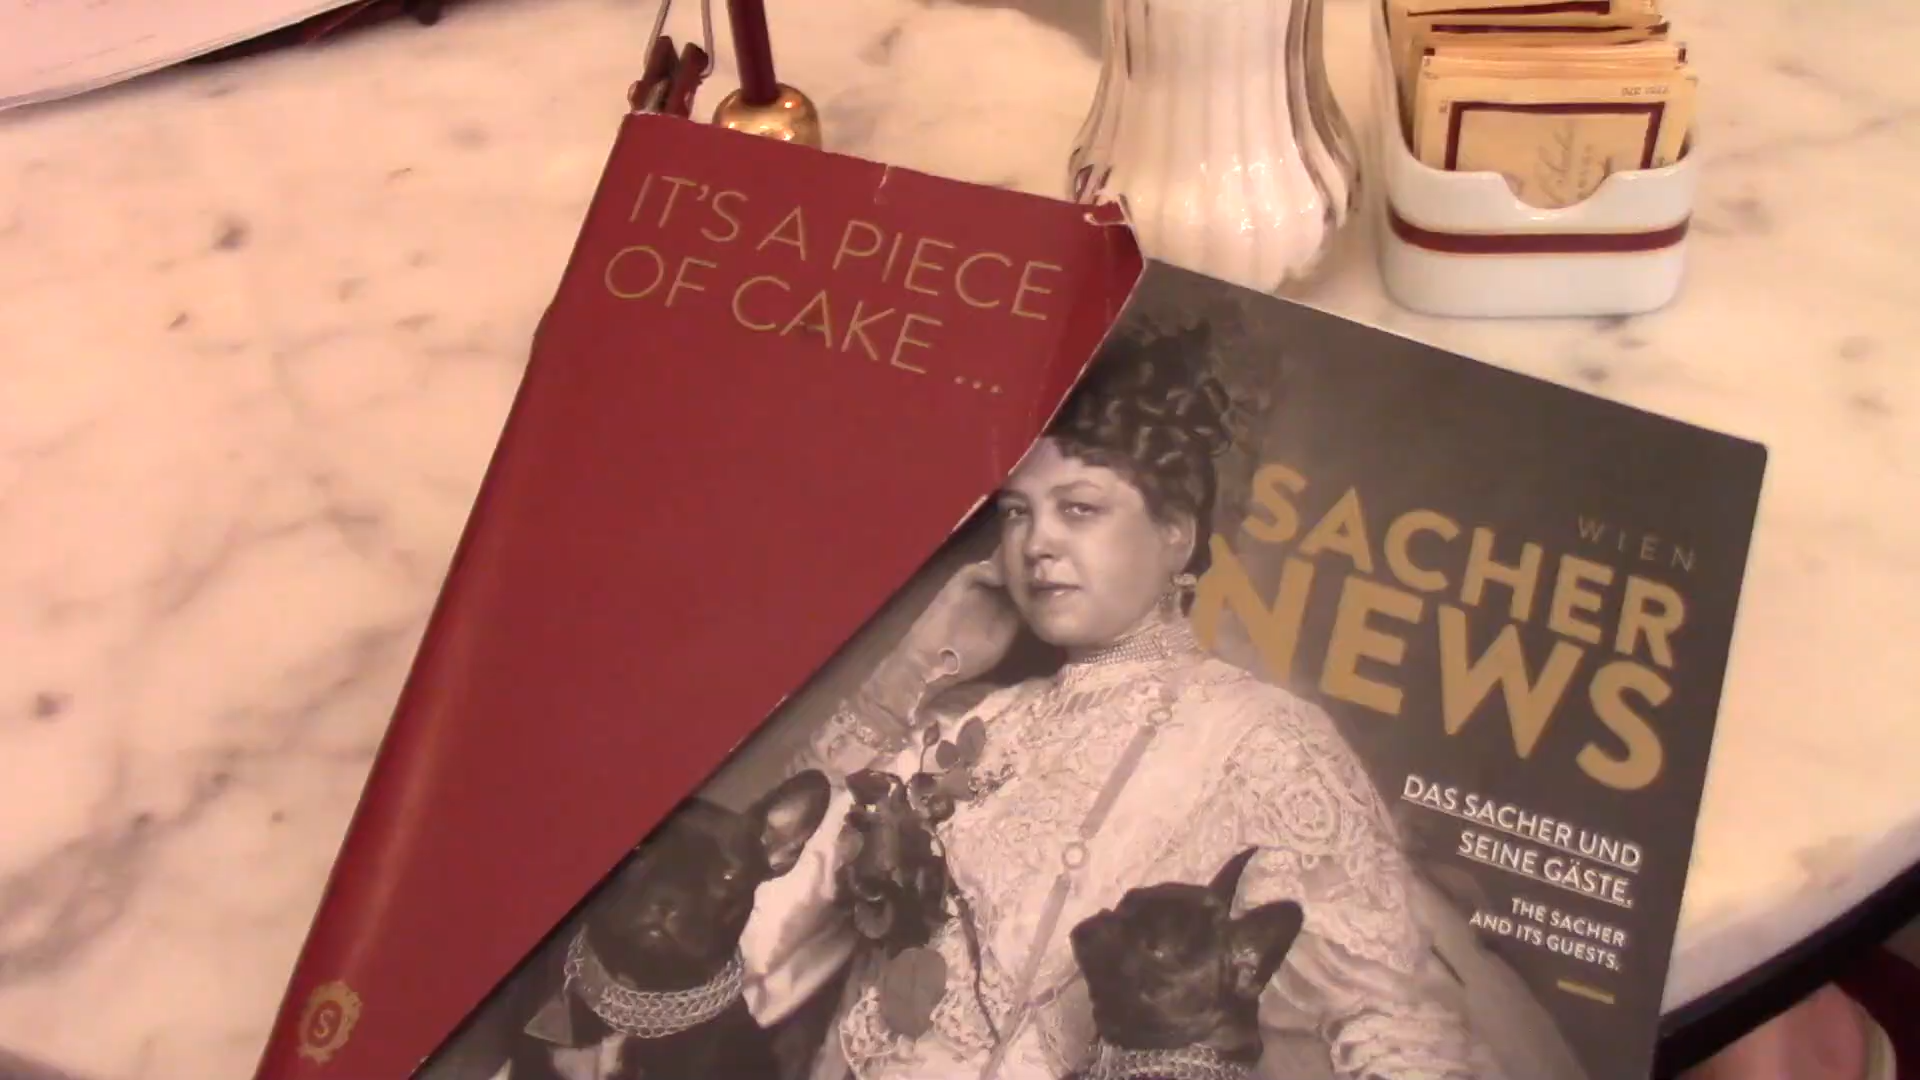 IT'S A PIECE
OF CAKE ...
S
WIEN
SACHER
NEWS
DAS SACHER UND
SEINE GÄSTE.
THE SACHER
AND ITS GUESTS.